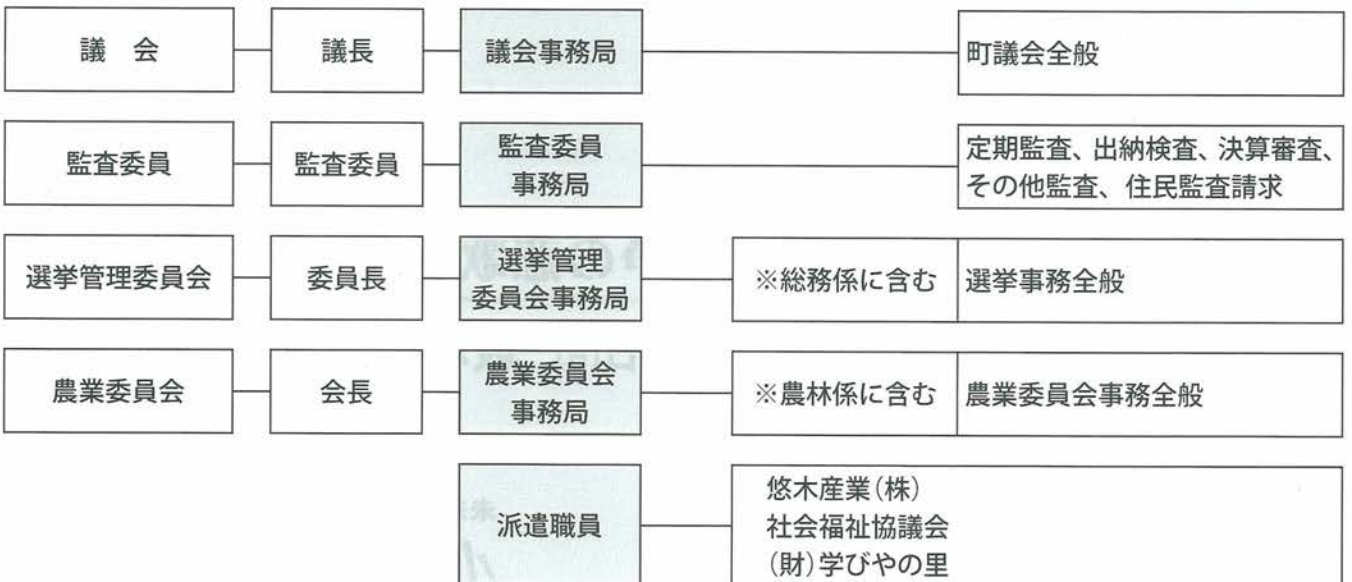 議　会
議長
議会事務局
町議会全般
監査委員
監査委員
監査委員
事務局
定期監査、出納検査、決算審査、
その他監査、住民監査請求
選挙管理委員会
委員長
選挙管理
委員会事務局
※総務係に含む
選挙事務全般
農業委員会
会長
農業委員会
事務局
※農林係に含む
農業委員会事務全般
派遣職員
悠木産業(株)
社会福祉協議会
(財)学びやの里